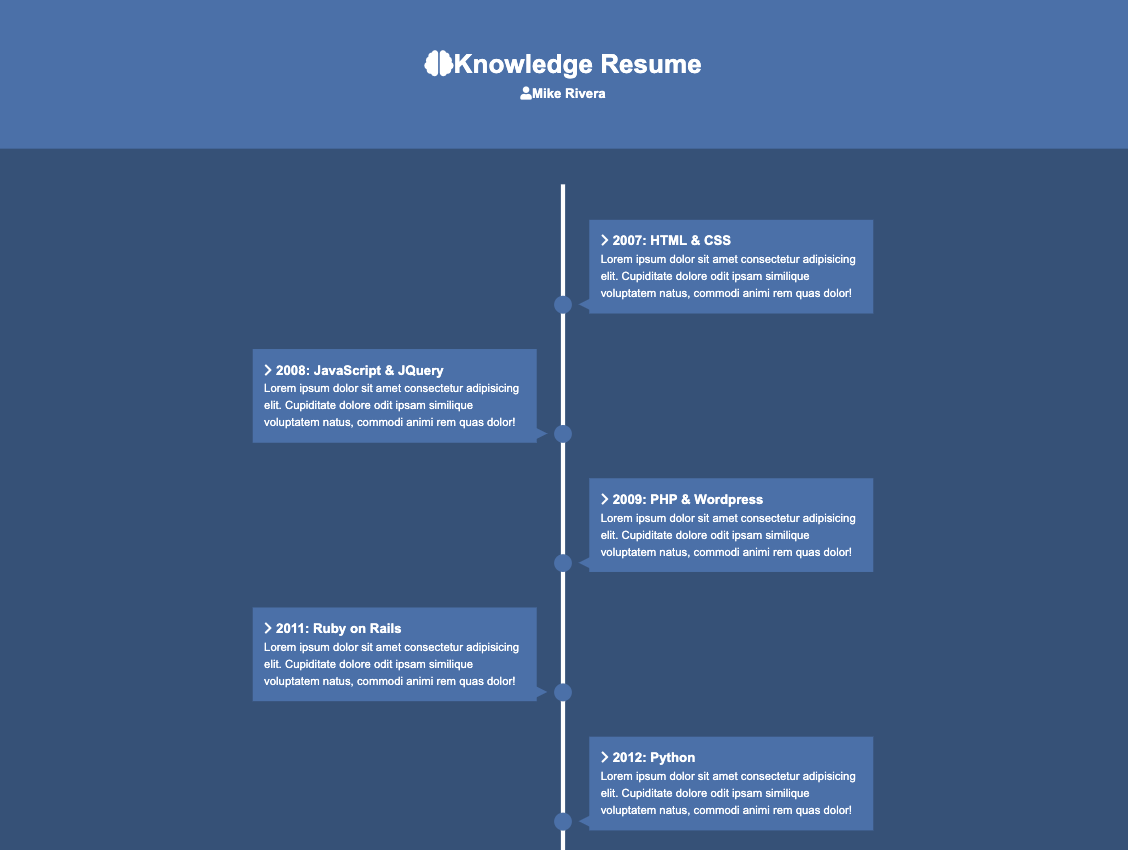 Knowledge Resume
Mike Rivera
2007: HTML & CSS
Lorem ipsum dolor sit amet consectetur adipisicing
elit. Cupiditate dolore odit ipsam similique
voluptatem natus, commodi animi rem quas dolor!
2008: JavaScript & JQuery
Lorem ipsum dolor sit amet consectetur adipisicing
elit. Cupiditate dolore odit ipsam similique
voluptatem natus, commodi animi rem quas dolor!
2009: PHP & Wordpress
Lorem ipsum dolor sit amet consectetur adipisicing
elit. Cupiditate dolore odit ipsam similique
voluptatem natus, commodi animi rem quas dolor!
2011: Ruby on Rails
Lorem ipsum dolor sit amet consectetur adipisicing
elit. Cupiditate dolore odit ipsam similique
voluptatem natus, commodi animi rem quas dolor!
2012: Python
Lorem ipsum dolor sit amet consectetur adipisicing
elit. Cupiditate dolore odit ipsam similique
voluptatem natus, commodi animi rem quas dolor!